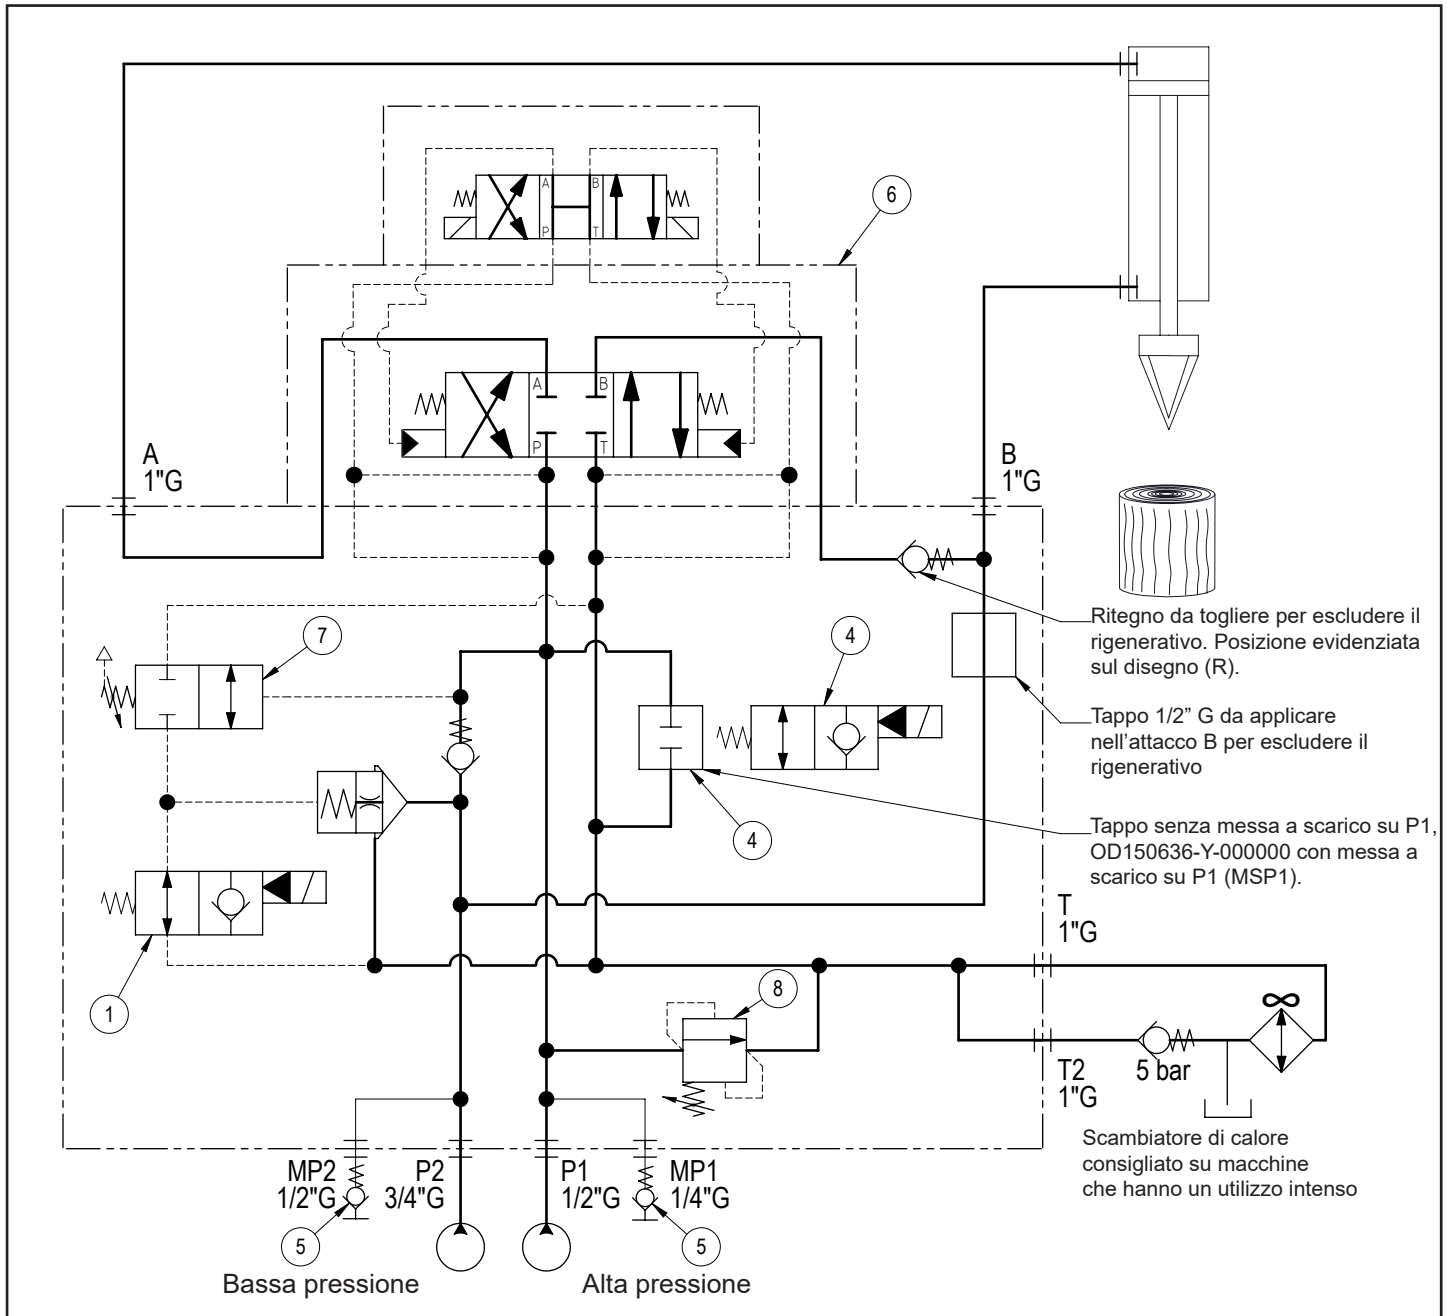 6
A
B
P
T
A
B
P
T
A
1"G
B
1"G
Ritegno da togliere per escludere il
rigenerativo. Posizione evidenziata
sul disegno (R).
7
4
Tappo 1/2” G da applicare
nell'attacco B per escludere il
rigenerativo
4
Tappo senza messa a scarico su P1,
OD150636-Y-000000 con messa a
scarico su P1 (MSP1).
T
1"G
1
8
T2
1"G
5 bar
Scambiatore di calore
consigliato su macchine
che hanno un utilizzo intenso
MP2
1/2"G
P2
3/4"G
P1
1/2"G
MP1
1/4"G
5
5
Bassa pressione
Alta pressione